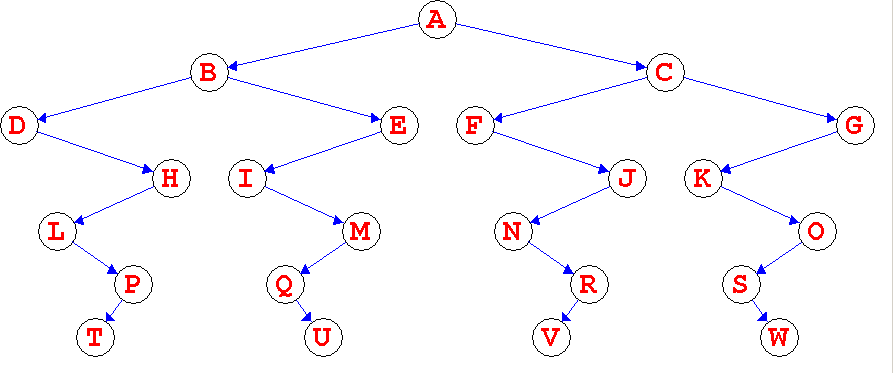 A
B C
D E F G
H I J K
L M N O
P Q R S
T U V W